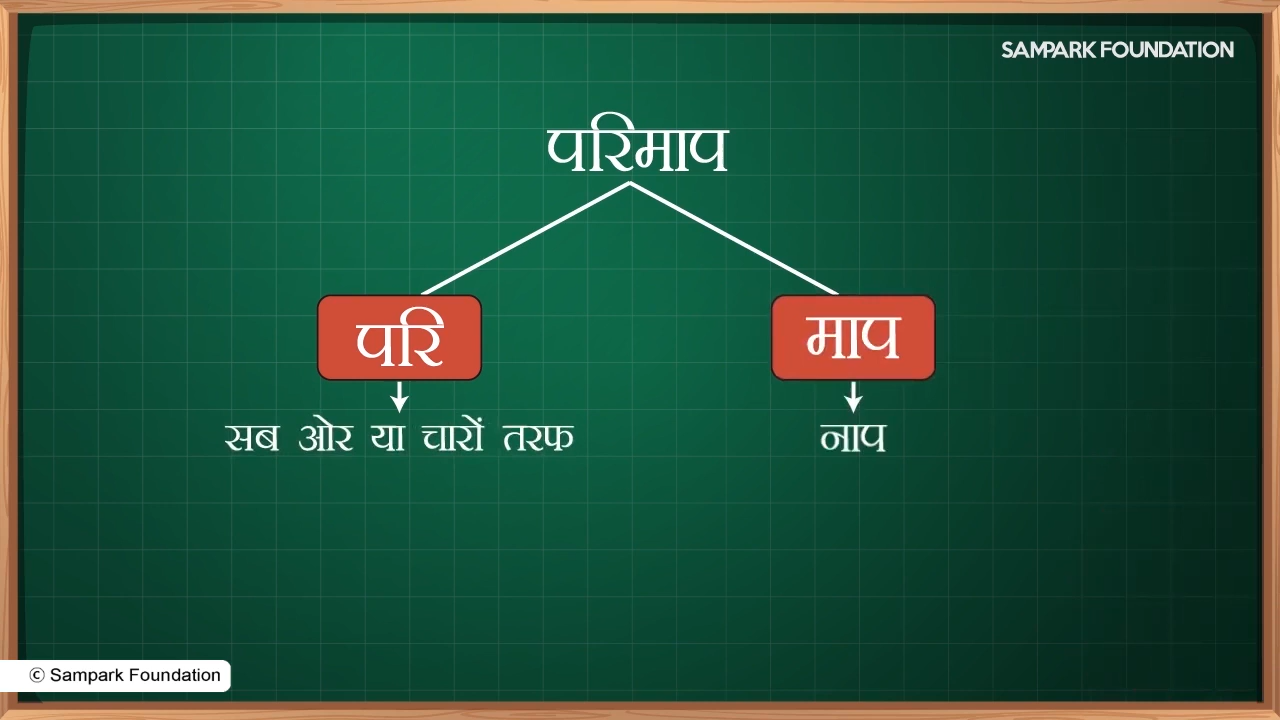 SAMPARK FOUNDATION
परिमाप
परि
माप
सब ओर या चारों तरफ
नाप
© Sampark Foundation